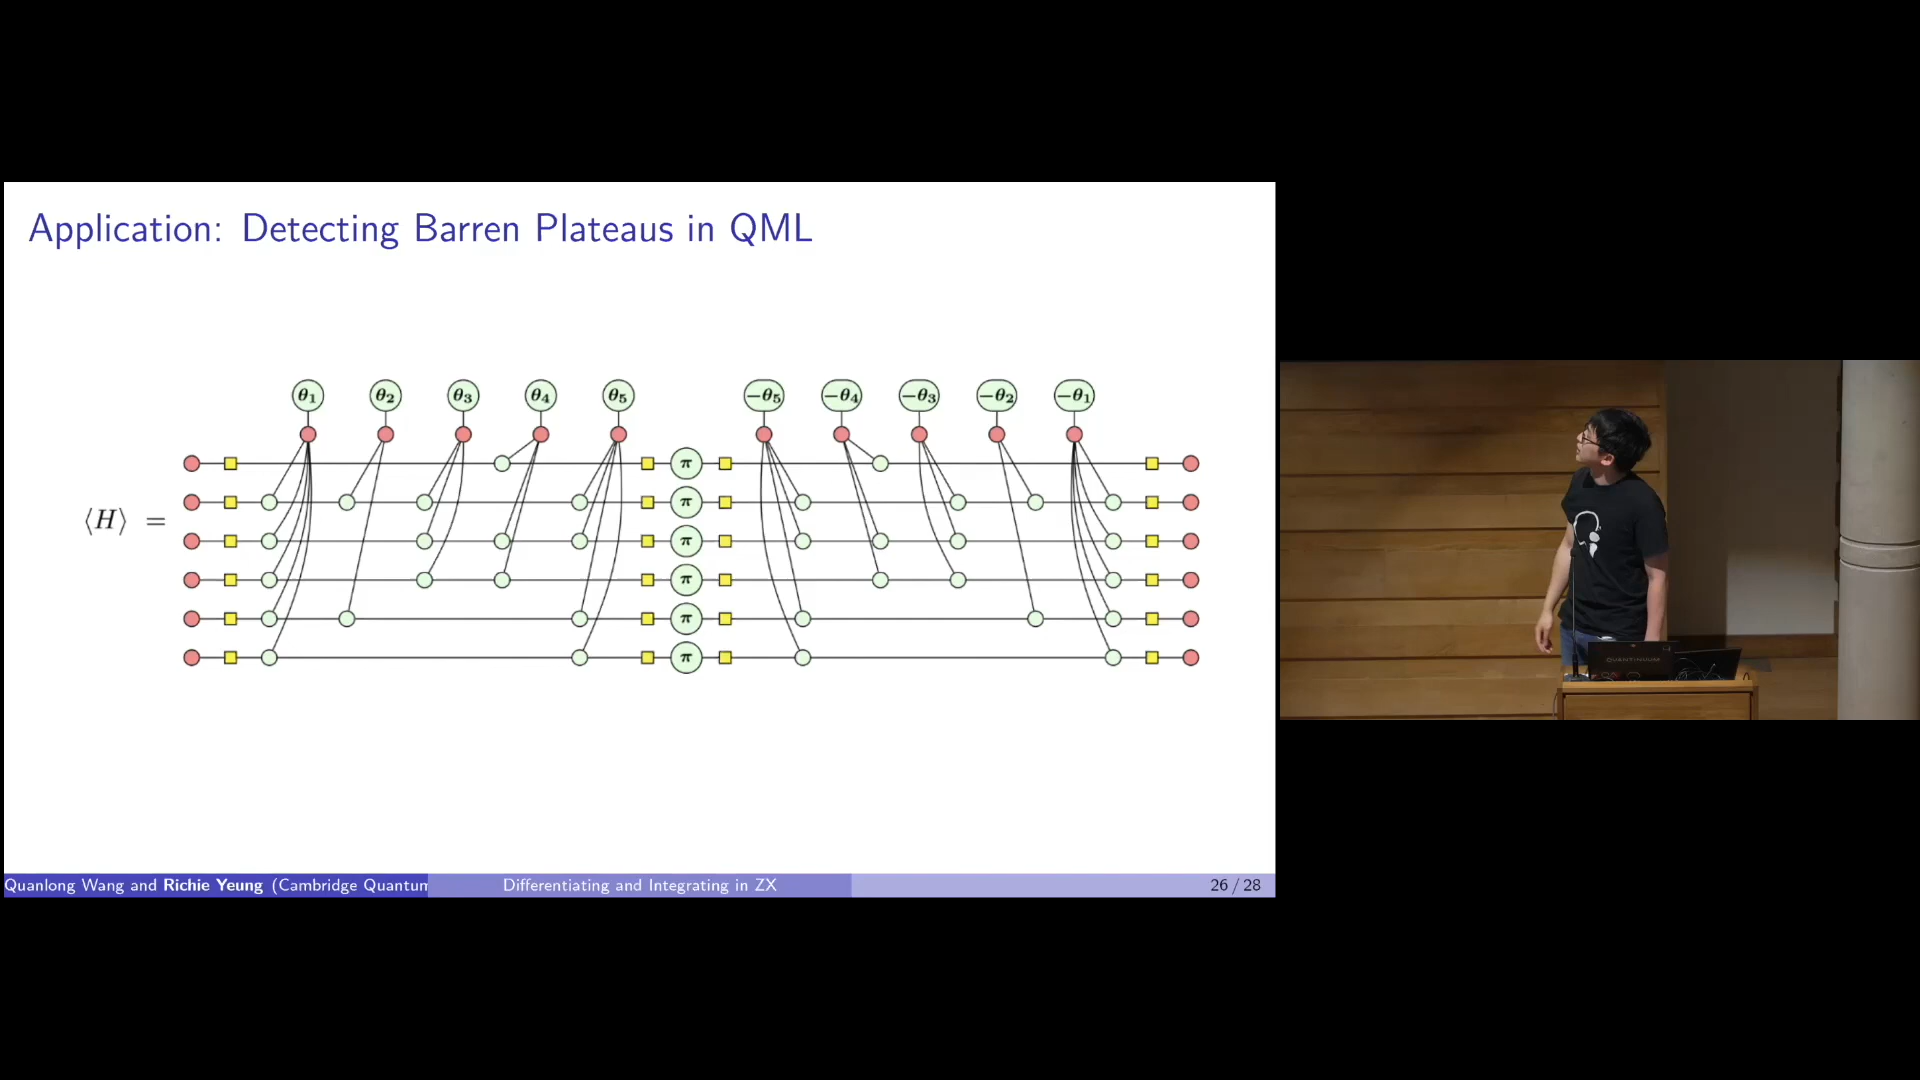 Application: Detecting Barren Plateaus in QML
θ₁ θ₂ θ₃ θ₄ θ₅ −θ₅ −θ₄ −θ₃ −θ₂ −θ₁
π
π
⟨H⟩ =
π
π
π
π
QUANTINUUM
Quanlong Wang and Richie Yeung (Cambridge Quantum
Differentiating and Integrating in ZX
26 / 28